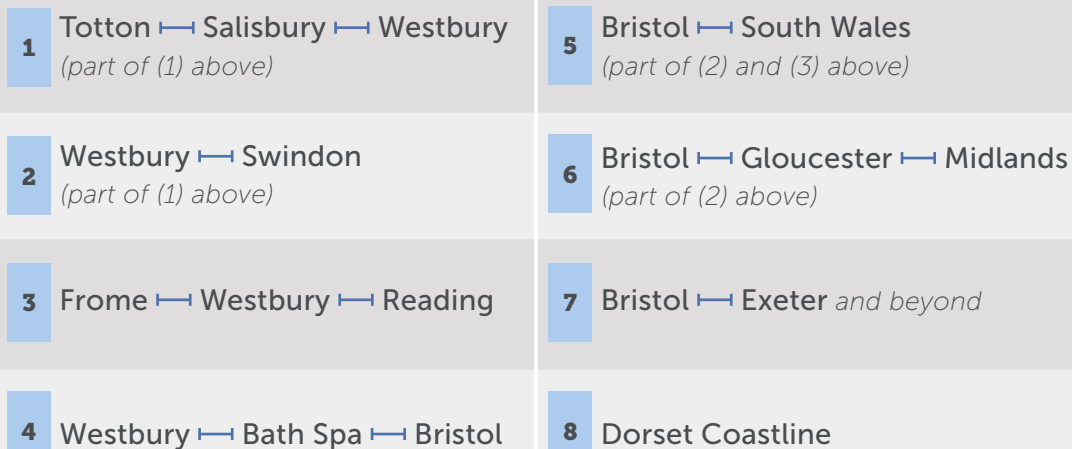 1
Totton Salisbury Westbury
(part of (1) above)
2
Westbury Swindon
(part of (1) above)
3
Frome Westbury Reading
4
Westbury Bath Spa Bristol
5
Bristol South Wales
(part of (2) and (3) above)
6
Bristol Gloucester Midlands
(part of (2) above)
7
Bristol Exeter and beyond
8
Dorset Coastline